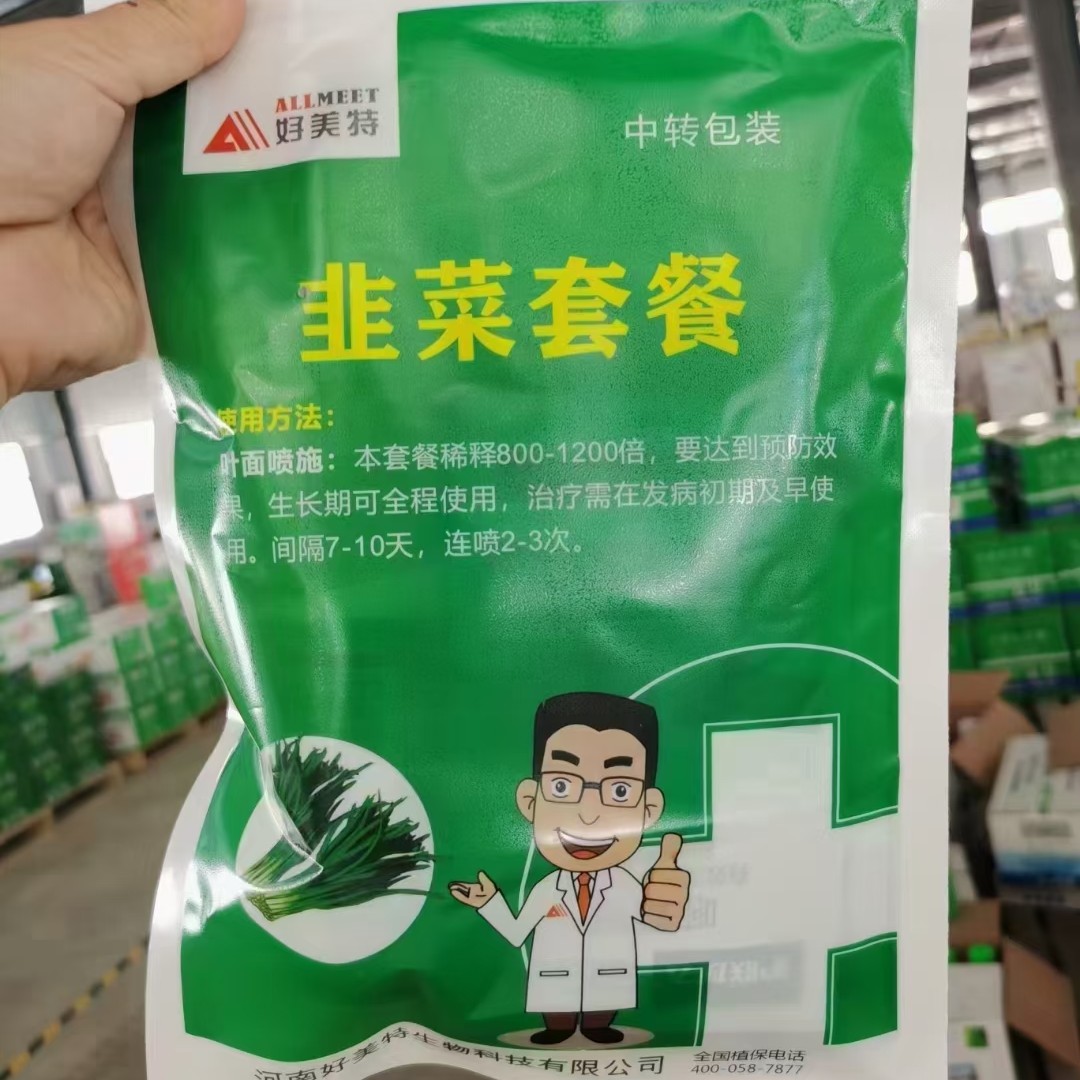 ALLMEET
好美特
中转包装
韭菜套餐
使用方法：
叶面喷施：本套餐稀释800-1200倍，要达到预防效
果，生长期可全程使用，治疗需在发病初期及早使
用。间隔7-10天，连喷2-3次。
河南好美特生物科技有限公司
全国植保电话
400-058-7877